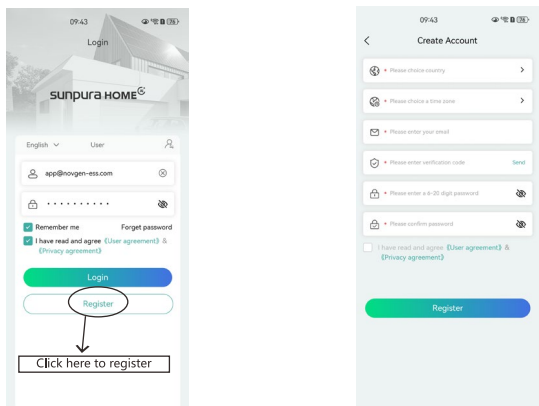 09:43
76
Login
sunpura HOME
English
User
app@novgen-ess.com
Remember me
Forget password
I have read and agree 《User agreement》 &
《Privacy agreement》
Login
Register
Click here to register
09:43
76
Create Account
* Please choice country
* Please choice a time zone
* Please enter your email
* Please enter verification code
Send
* Please enter a 6-20 digit password
* Please confirm password
I have read and agree 《User agreement》 &
《Privacy agreement》
Register